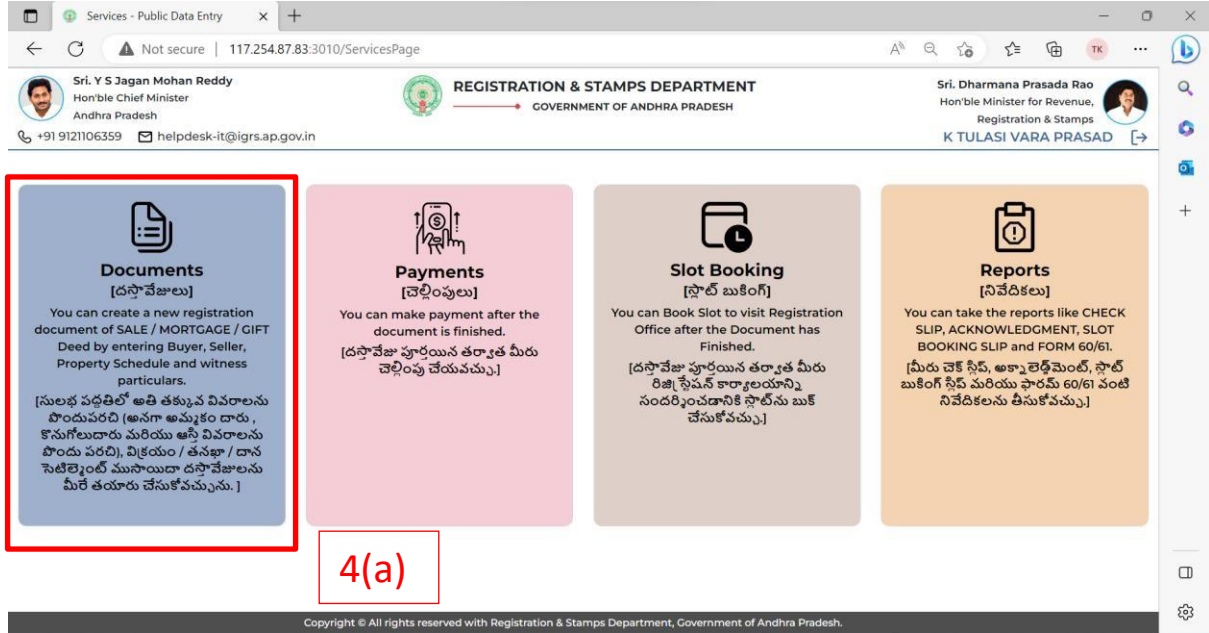 Services - Public Data Entry
Not secure | 117.254.87.83:3010/ServicesPage
TK
Sri. Y S Jagan Mohan Reddy
Hon'ble Chief Minister
Andhra Pradesh
+91 9121106359 helpdesk-it@igrs.ap.gov.in
REGISTRATION & STAMPS DEPARTMENT
GOVERNMENT OF ANDHRA PRADESH
Sri. Dharmana Prasada Rao
Hon'ble Minister for Revenue,
Registration & Stamps
K TULASI VARA PRASAD
Documents
[దస్తావేజులు]
You can create a new registration
document of SALE / MORTGAGE / GIFT
Deed by entering Buyer, Seller,
Property Schedule and witness
particulars.
[సులభ పద్దతిలో అతి తక్కువ వివరాలను
పొందుపరచి (అనగా అమ్మకం దారు ,
కొనుగోలుదారు మరియు ఆస్తి వివరాలను
పొందు పరచి), విక్రయం / తనఖా / దాన
సెటిల్మెంట్ ముసాయిదా దస్తావేజులను
మీరే తయారు చేసుకోవచ్చును. ]
Payments
[చెల్లింపులు]
You can make payment after the
document is finished.
[దస్తావేజు పూర్తయిన తర్వాత మీరు
చెల్లింపు చేయవచ్చు.]
Slot Booking
[స్లాట్ బుకింగ్]
You can Book Slot to visit Registration
Office after the Document has
Finished.
[దస్తావేజు పూర్తయిన తర్వాత మీరు
రిజిస్ట్రేషన్ కార్యాలయాన్ని
సందర్శించడానికి స్లాట్‌ను బుక్
చేసుకోవచ్చు.]
Reports
[నివేదికలు]
You can take the reports like CHECK
SLIP, ACKNOWLEDGMENT, SLOT
BOOKING SLIP and FORM 60/61.
[మీరు చెక్ స్లిప్, అక్నాలెడ్జ్‌మెంట్, స్లాట్
బుకింగ్ స్లిప్ మరియు ఫారమ్ 60/61 వంటి
నివేదికలను తీసుకోవచ్చు.]
4(a)
Copyright © All rights reserved with Registration & Stamps Department, Government of Andhra Pradesh.